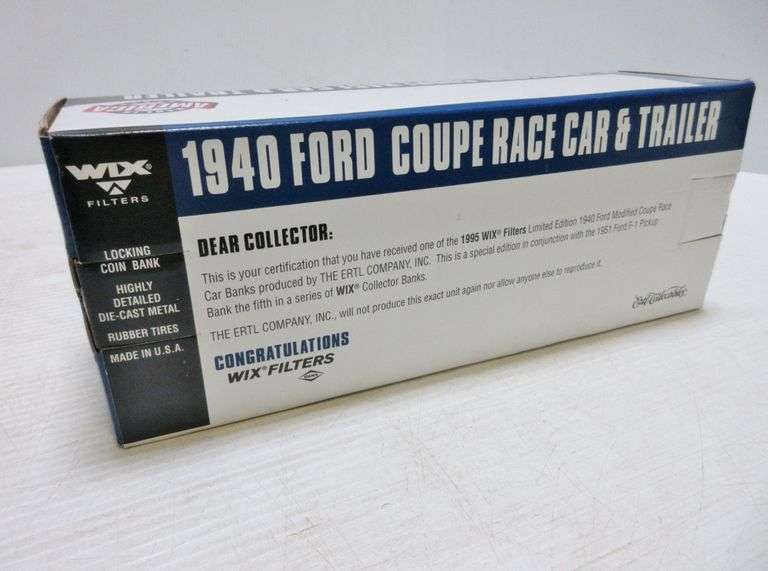 AMERICA
1940 FORD COUPE RACE CAR & TRAILER
WIX®
FILTERS
LOCKING
COIN BANK
HIGHLY
DETAILED
DIE-CAST METAL
RUBBER TIRES
MADE IN U.S.A.
DEAR COLLECTOR:
This is your certification that you have received one of the 1995 WIX® Filters Limited Edition 1940 Ford Modified Coupe Race
Car Banks produced by THE ERTL COMPANY, INC. This is a special edition in conjunction with the 1951 Ford F-1 Pickup
Bank the fifth in a series of WIX® Collector Banks.
THE ERTL COMPANY, INC., will not produce this exact unit again nor allow anyone else to reproduce it.
CONGRATULATIONS
WIX® FILTERS